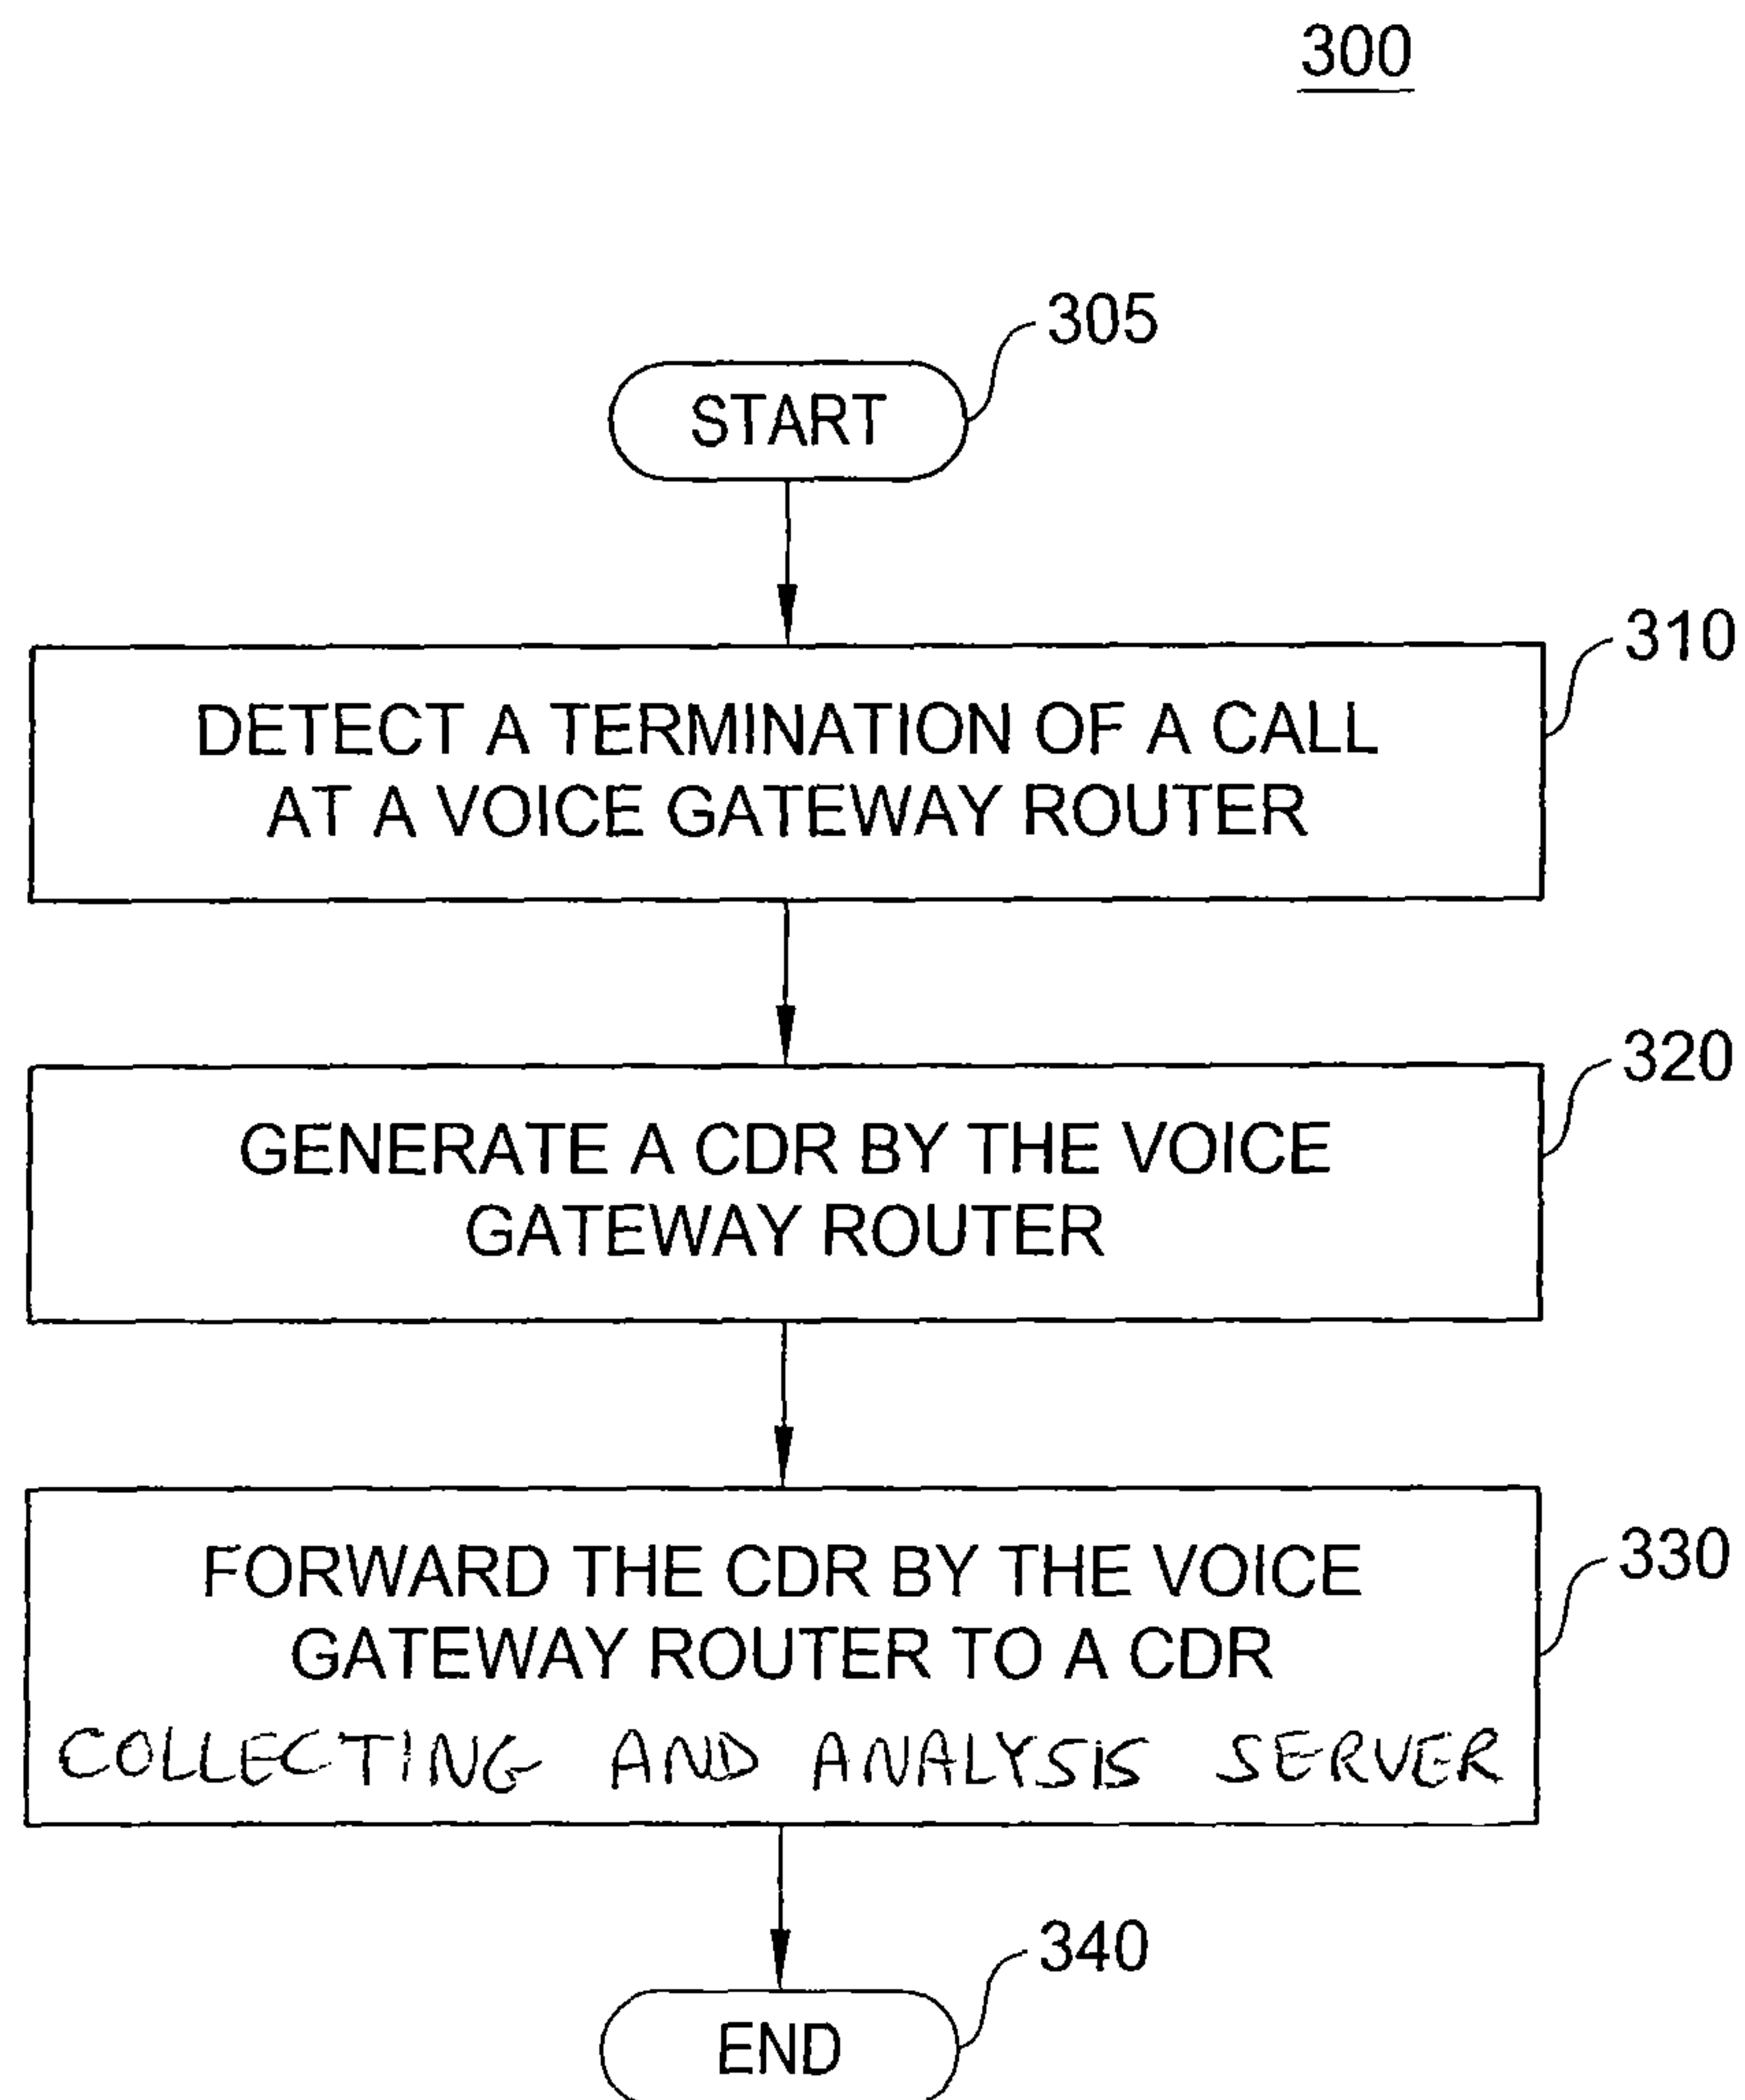 300
305
START
310
DETECT A TERMINATION OF A CALL
AT A VOICE GATEWAY ROUTER
320
GENERATE A CDR BY THE VOICE
GATEWAY ROUTER
330
FORWARD THE CDR BY THE VOICE
GATEWAY ROUTER TO A CDR
COLLECTING AND ANALYSIS SERVER
340
END